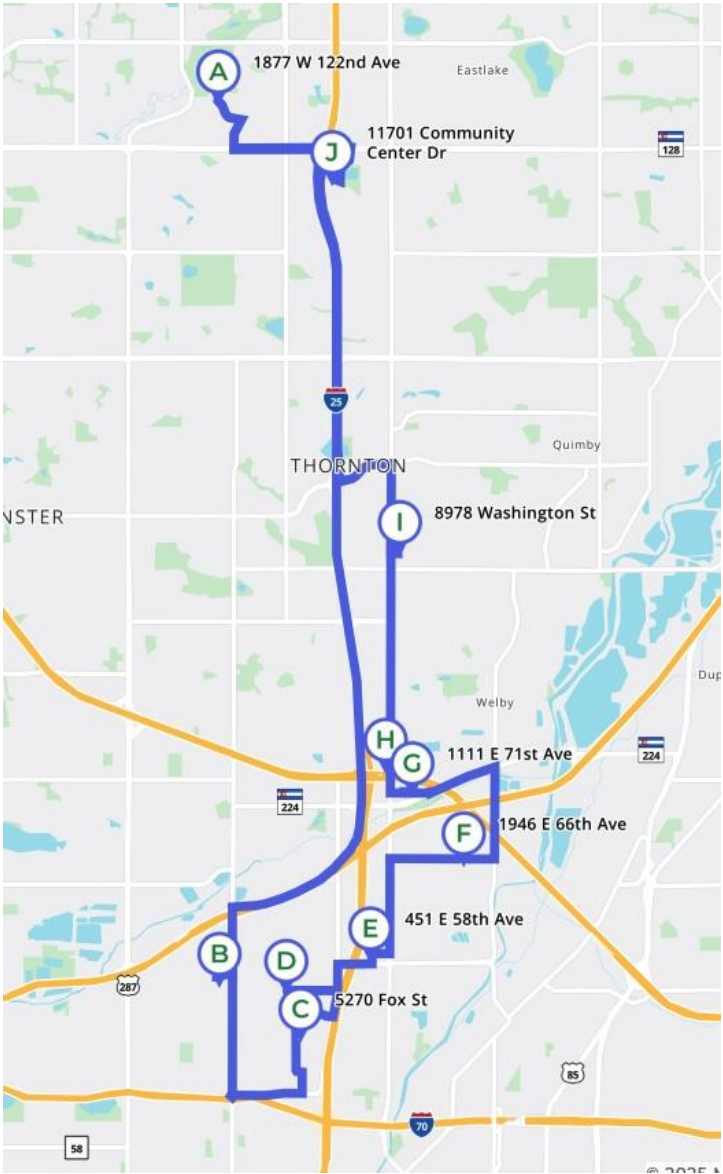 A
1877 W 122nd Ave
Eastlake
J
11701 Community
Center Dr
128
25
THORNTON
Quimby
NSTER
I
8978 Washington St
Welby
Dup
H
G
1111 E 71st Ave
224
224
F
1946 E 66th Ave
E
451 E 58th Ave
B
D
287
C
5270 Fox St
85
70
58
© 2025 M